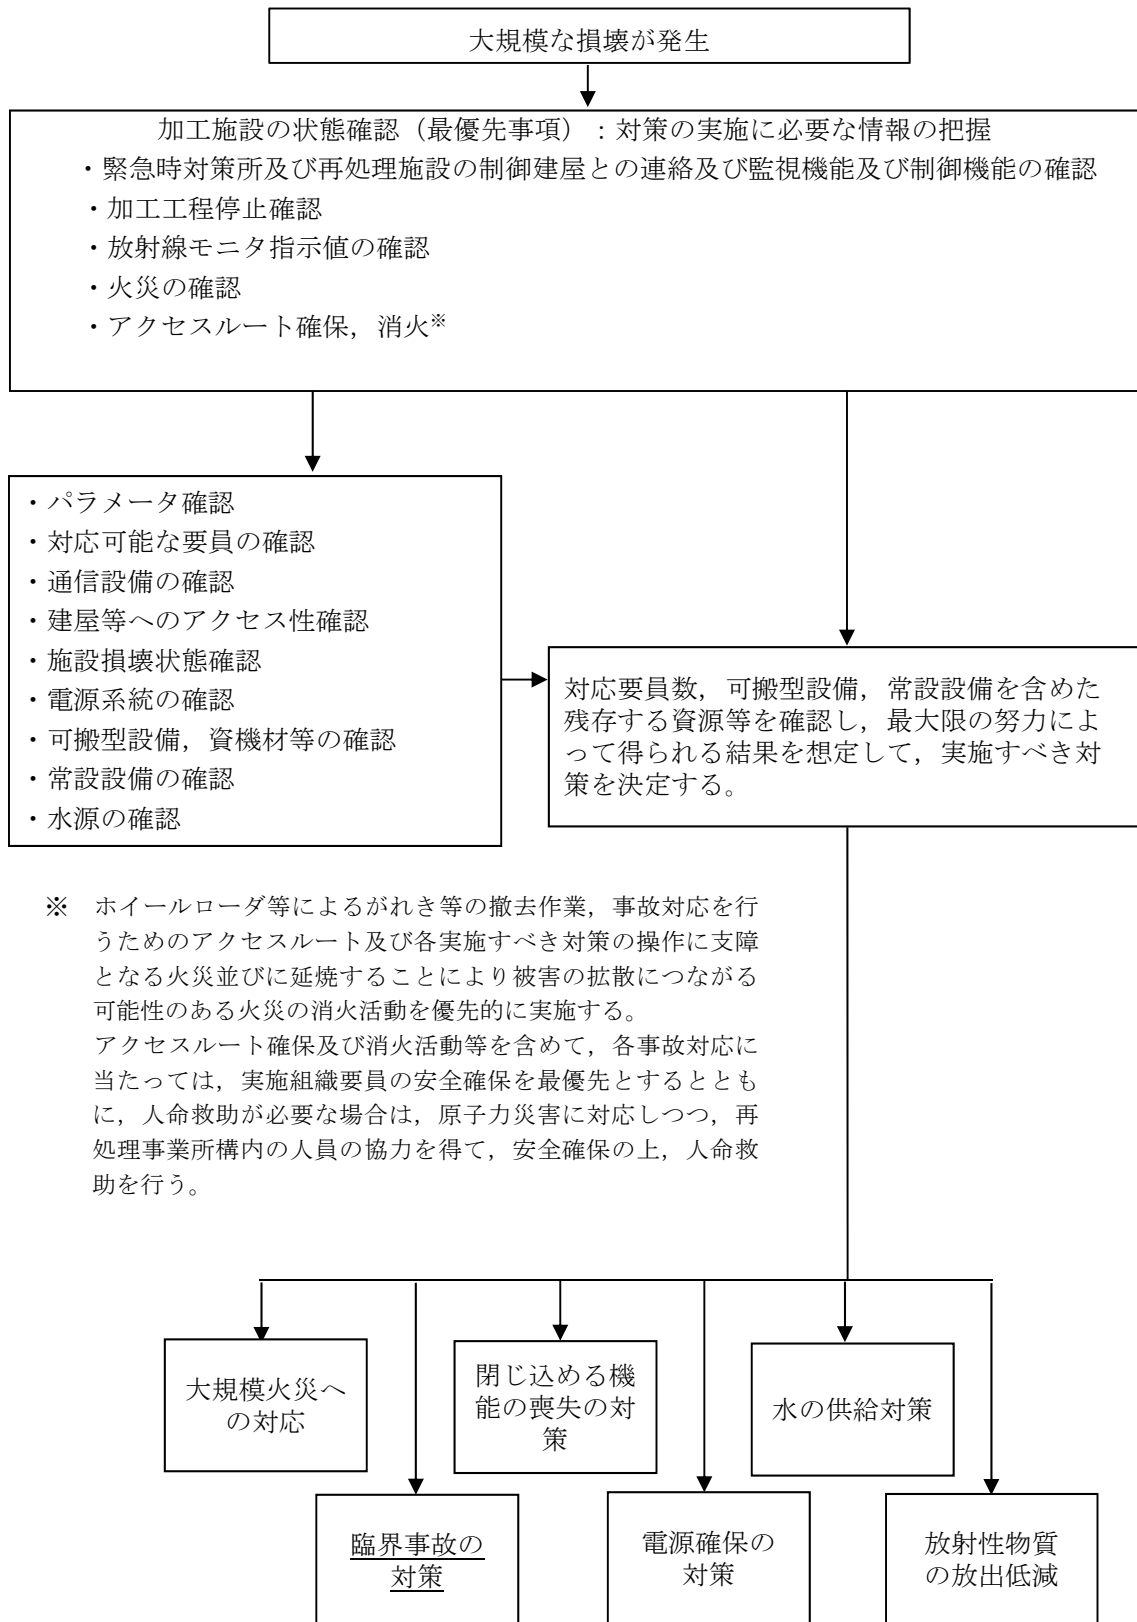 大規模な損壊が発生
加工施設の状態確認（最優先事項）：対策の実施に必要な情報の把握
・緊急時対策所及び再処理施設の制御建屋との連絡及び監視機能及び制御機能の確認
・加工工程停止確認
・放射線モニタ指示値の確認
・火災の確認
・アクセスルート確保，消火※
・パラメータ確認
・対応可能な要員の確認
・通信設備の確認
・建屋等へのアクセス性確認
・施設損壊状態確認
・電源系統の確認
・可搬型設備，資機材等の確認
・常設設備の確認
・水源の確認
対応要員数，可搬型設備，常設設備を含めた
残存する資源等を確認し，最大限の努力によ
って得られる結果を想定して，実施すべき対
策を決定する。
※　ホイールローダ等によるがれき等の撤去作業，事故対応を行
うためのアクセスルート及び各実施すべき対策の操作に支障
となる火災並びに延焼することにより被害の拡散につながる
可能性のある火災の消火活動を優先的に実施する。
アクセスルート確保及び消火活動等を含めて，各事故対応に
当たっては，実施組織要員の安全確保を最優先とするととも
に，人命救助が必要な場合は，原子力災害に対応しつつ，再
処理事業所構内の人員の協力を得て，安全確保の上，人命救
助を行う。
大規模火災へ
の対応
閉じ込める機
能の喪失の対
策
水の供給対策
臨界事故の
対策
電源確保の
対策
放射性物質
の放出低減